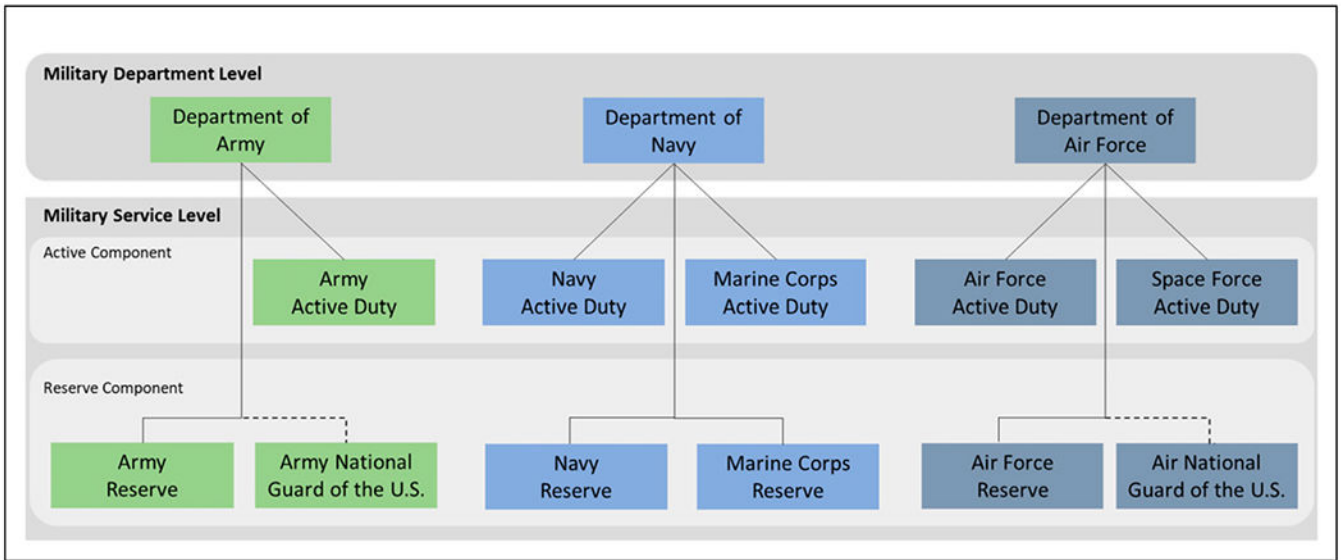 Military Department Level
Department of
Army
Department of
Navy
Department of
Air Force
Military Service Level
Active Component
Army
Active Duty
Navy
Active Duty
Marine Corps
Active Duty
Air Force
Active Duty
Space Force
Active Duty
Reserve Component
Army
Reserve
Army National
Guard of the U.S.
Navy
Reserve
Marine Corps
Reserve
Air Force
Reserve
Air National
Guard of the U.S.